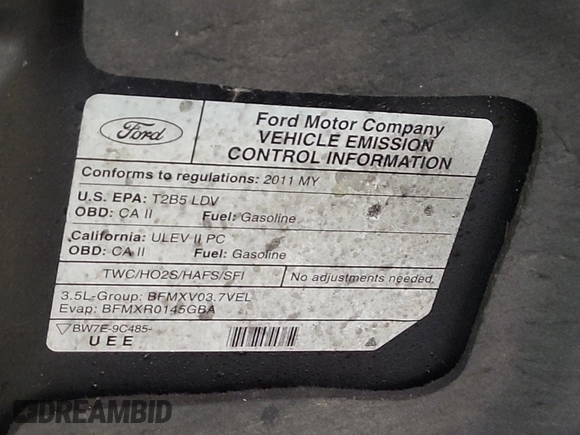 Ford
Ford Motor Company
VEHICLE EMISSION
CONTROL INFORMATION
Conforms to regulations: 2011 MY
U.S. EPA: T2B5 LDV
OBD: CA II Fuel: Gasoline
California: ULEV II PC
OBD: CA II Fuel: Gasoline
TWC/HO2S/HAFS/SFI No adjustments needed.
3.5L-Group: BFMXV03.7VEL
Evap: BFMXR0145GBA
BW7E-9C485-
UEE
DREAMBID